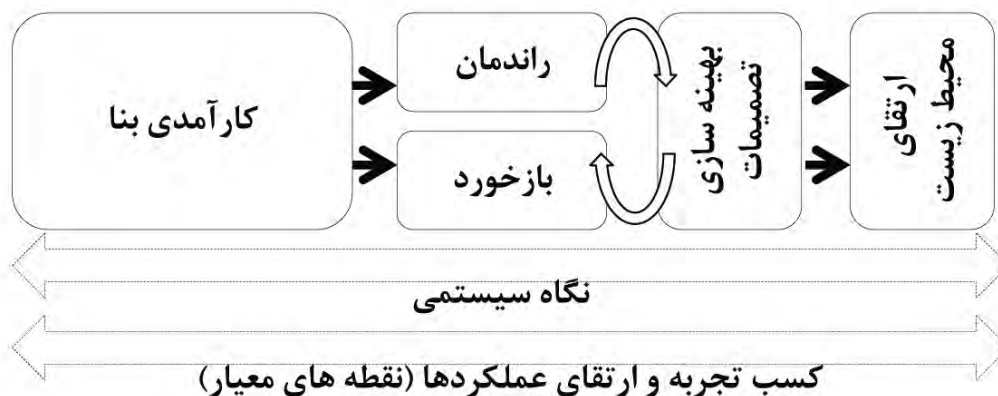 کارآمدی بنا
راندمان
بازخورد
بهینه سازی
تصمیمات
ارتقای
محیط زیست
نگاه سیستمی
کسب تجربه و ارتقای عملکردها (نقطه های معیار)